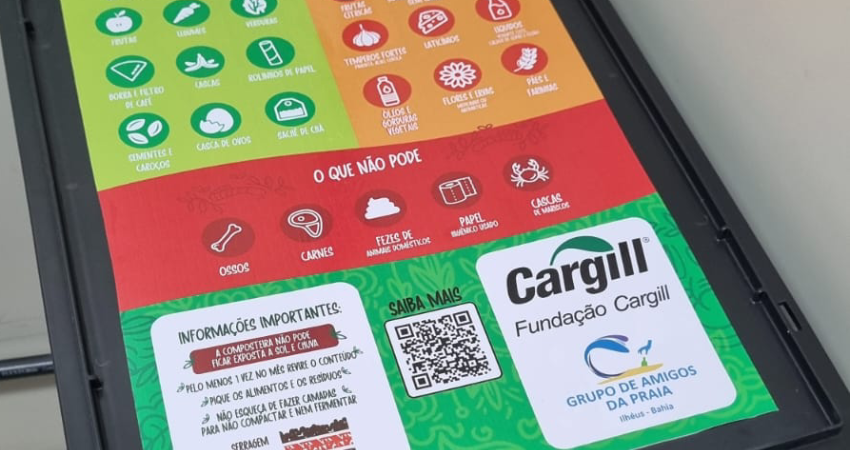 FRUTAS
LEGUMES
VERDURAS
BORRA E FILTRO
DE CAFÉ
CASCAS
ROLINHOS DE PAPEL
SEMENTES E
CAROÇOS
CASCA DE OVOS
SACHÊ DE CHÁ
FRUTAS
CÍTRICAS
LÍQUIDOS
TEMPEROS FORTES
LATICÍNIOS
ÓLEOS E
GORDURAS
VEGETAIS
FLORES E ERVAS
PÃES E
FARINHAS
O QUE NÃO PODE
OSSOS
CARNES
FEZES DE
ANIMAIS DOMÉSTICOS
PAPEL
HIGIÊNICO USADO
CASCAS
DE MARISCOS
INFORMAÇÕES IMPORTANTES:
A COMPOSTEIRA NÃO PODE
FICAR EXPOSTA A SOL E CHUVA
PELO MENOS 1 VEZ NO MÊS REVIRE O CONTEÚDO
PIQUE OS ALIMENTOS E OS RESÍDUOS
NÃO ESQUEÇA DE FAZER CAMADAS
PARA NÃO COMPACTAR E NEM FERMENTAR
SERRAGEM
SAIBA MAIS
Cargill®
Fundação Cargill
GRUPO DE AMIGOS
DA PRAIA
Ilhéus - Bahia